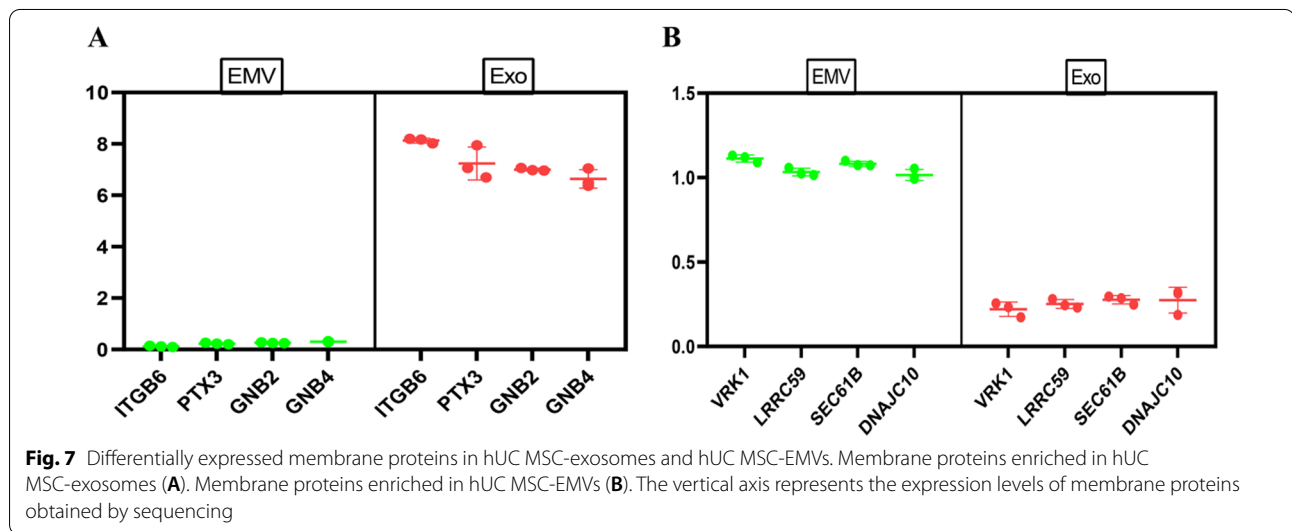 A
EMV
Exo
10
8
6
4
2
0
ITGB6
PTX3
GNB2
GNB4
ITGB6
PTX3
GNB2
GNB4
B
EMV
Exo
1.5
1.0
0.5
0.0
VRK1
LRRC59
SEC61B
DNAJC10
VRK1
LRRC59
SEC61B
DNAJC10
Fig. 7 Differentially expressed membrane proteins in hUC MSC-exosomes and hUC MSC-EMVs. Membrane proteins enriched in hUC
MSC-exosomes (A). Membrane proteins enriched in hUC MSC-EMVs (B). The vertical axis represents the expression levels of membrane proteins
obtained by sequencing